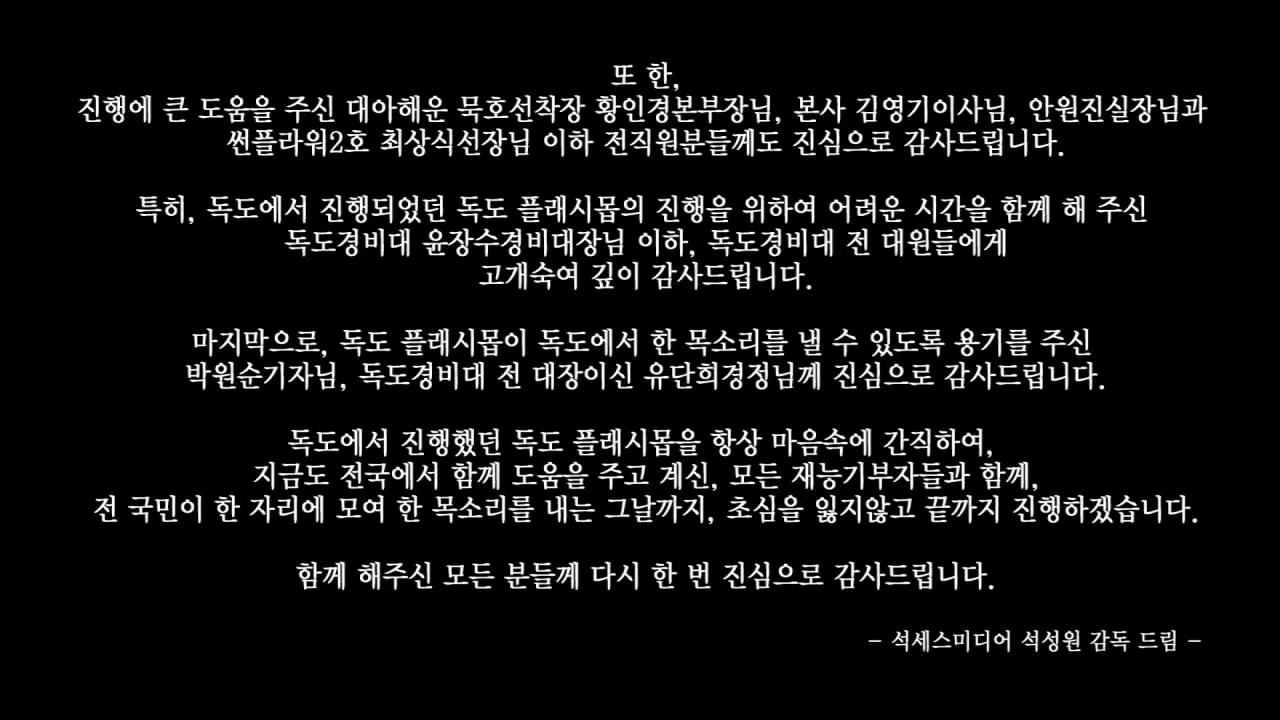 또 한,
진행에 큰 도움을 주신 대아해운 묵호선착장 황인경본부장님, 본사 김영기이사님, 안원진실장님과
썬플라워2호 최상식선장님 이하 전직원분들께도 진심으로 감사드립니다.
특히, 독도에서 진행되었던 독도 플래시몹의 진행을 위하여 어려운 시간을 함께 해 주신
독도경비대 윤장수경비대장님 이하, 독도경비대 전 대원들에게
고개숙여 깊이 감사드립니다.
마지막으로, 독도 플래시몹이 독도에서 한 목소리를 낼 수 있도록 용기를 주신
박원순기자님, 독도경비대 전 대장이신 유단희경정님께 진심으로 감사드립니다.
독도에서 진행했던 독도 플래시몹을 항상 마음속에 간직하여,
지금도 전국에서 함께 도움을 주고 계신, 모든 재능기부자들과 함께,
전 국민이 한 자리에 모여 한 목소리를 내는 그날까지, 초심을 잃지않고 끝까지 진행하겠습니다.
함께 해주신 모든 분들께 다시 한 번 진심으로 감사드립니다.
– 석세스미디어 석성원 감독 드림 –